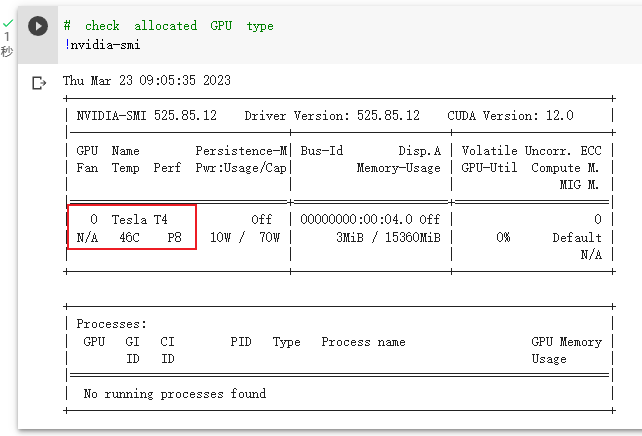 # check allocated GPU type
1
!nvidia-smi
秒
Thu Mar 23 09:05:35 2023
NVIDIA-SMI 525.85.12 Driver Version: 525.85.12 CUDA Version: 12.0
GPU Name Persistence-M| Bus-Id Disp.A | Volatile Uncorr. ECC
Fan Temp Perf Pwr:Usage/Cap| Memory-Usage | GPU-Util Compute M.
MIG M.
0 Tesla T4 Off | 00000000:00:04.0 Off | 0
N/A 46C P8 10W / 70W | 3MiB / 15360MiB | 0% Default
N/A
Processes:
GPU GI CI PID Type Process name GPU Memory
ID ID Usage
No running processes found